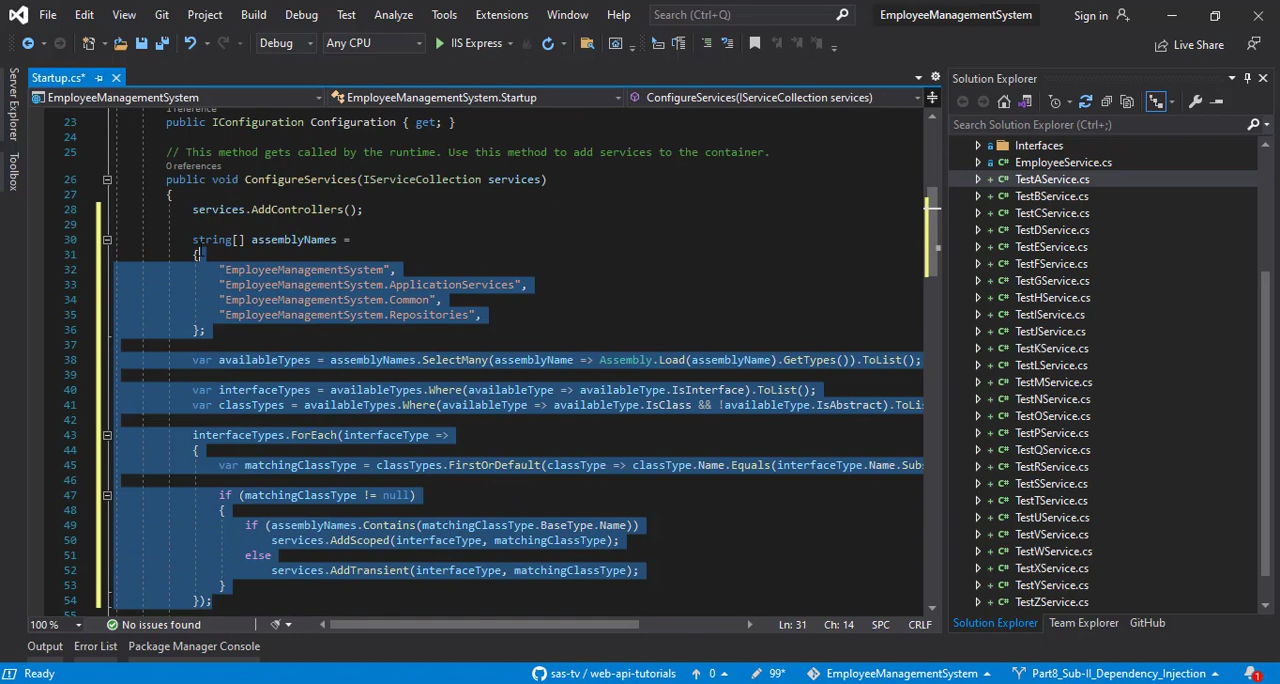 File Edit View Git Project Build Debug Test Analyze Tools Extensions Window Help Search (Ctrl+Q) EmployeeManagementSystem Sign in
Debug Any CPU IIS Express Live Share
Server Explorer
Toolbox
Startup.cs*
EmployeeManagementSystem EmployeeManagementSystem.Startup ConfigureServices(IServiceCollection services)
23 public IConfiguration Configuration { get; }
24
25 // This method gets called by the runtime. Use this method to add services to the container.
0 references
26 public void ConfigureServices(IServiceCollection services)
27 {
28 services.AddControllers();
29
30 string[] assemblyNames =
31 {
32 "EmployeeManagementSystem",
33 "EmployeeManagementSystem.ApplicationServices",
34 "EmployeeManagementSystem.Common",
35 "EmployeeManagementSystem.Repositories",
36 };
37
38 var availableTypes = assemblyNames.SelectMany(assemblyName => Assembly.Load(assemblyName).GetTypes()).ToList();
39
40 var interfaceTypes = availableTypes.Where(availableType => availableType.IsInterface).ToList();
41 var classTypes = availableTypes.Where(availableType => availableType.IsClass && !availableType.IsAbstract).ToLis
42
43 interfaceTypes.ForEach(interfaceType =>
44 {
45 var matchingClassType = classTypes.FirstOrDefault(classType => classType.Name.Equals(interfaceType.Name.Subs
46
47 if (matchingClassType != null)
48 {
49 if (assemblyNames.Contains(matchingClassType.BaseType.Name))
50 services.AddScoped(interfaceType, matchingClassType);
51 else
52 services.AddTransient(interfaceType, matchingClassType);
53 }
54 });
100 % No issues found Ln: 31 Ch: 14 SPC CRLF
Output Error List Package Manager Console
Solution Explorer
Search Solution Explorer (Ctrl+;)
Interfaces
C# EmployeeService.cs
+ C# TestAService.cs
+ C# TestBService.cs
+ C# TestCService.cs
+ C# TestDService.cs
+ C# TestEService.cs
+ C# TestFService.cs
+ C# TestGService.cs
+ C# TestHService.cs
+ C# TestIService.cs
+ C# TestJService.cs
+ C# TestKService.cs
+ C# TestLService.cs
+ C# TestMService.cs
+ C# TestNService.cs
+ C# TestOService.cs
+ C# TestPService.cs
+ C# TestQService.cs
+ C# TestRService.cs
+ C# TestSService.cs
+ C# TestTService.cs
+ C# TestUService.cs
+ C# TestVService.cs
+ C# TestWService.cs
+ C# TestXService.cs
+ C# TestYService.cs
+ C# TestZService.cs
Solution Explorer Team Explorer GitHub
Ready sas-tv / web-api-tutorials 0 99* EmployeeManagementSystem Part8_Sub-II_Dependency_Injection 1